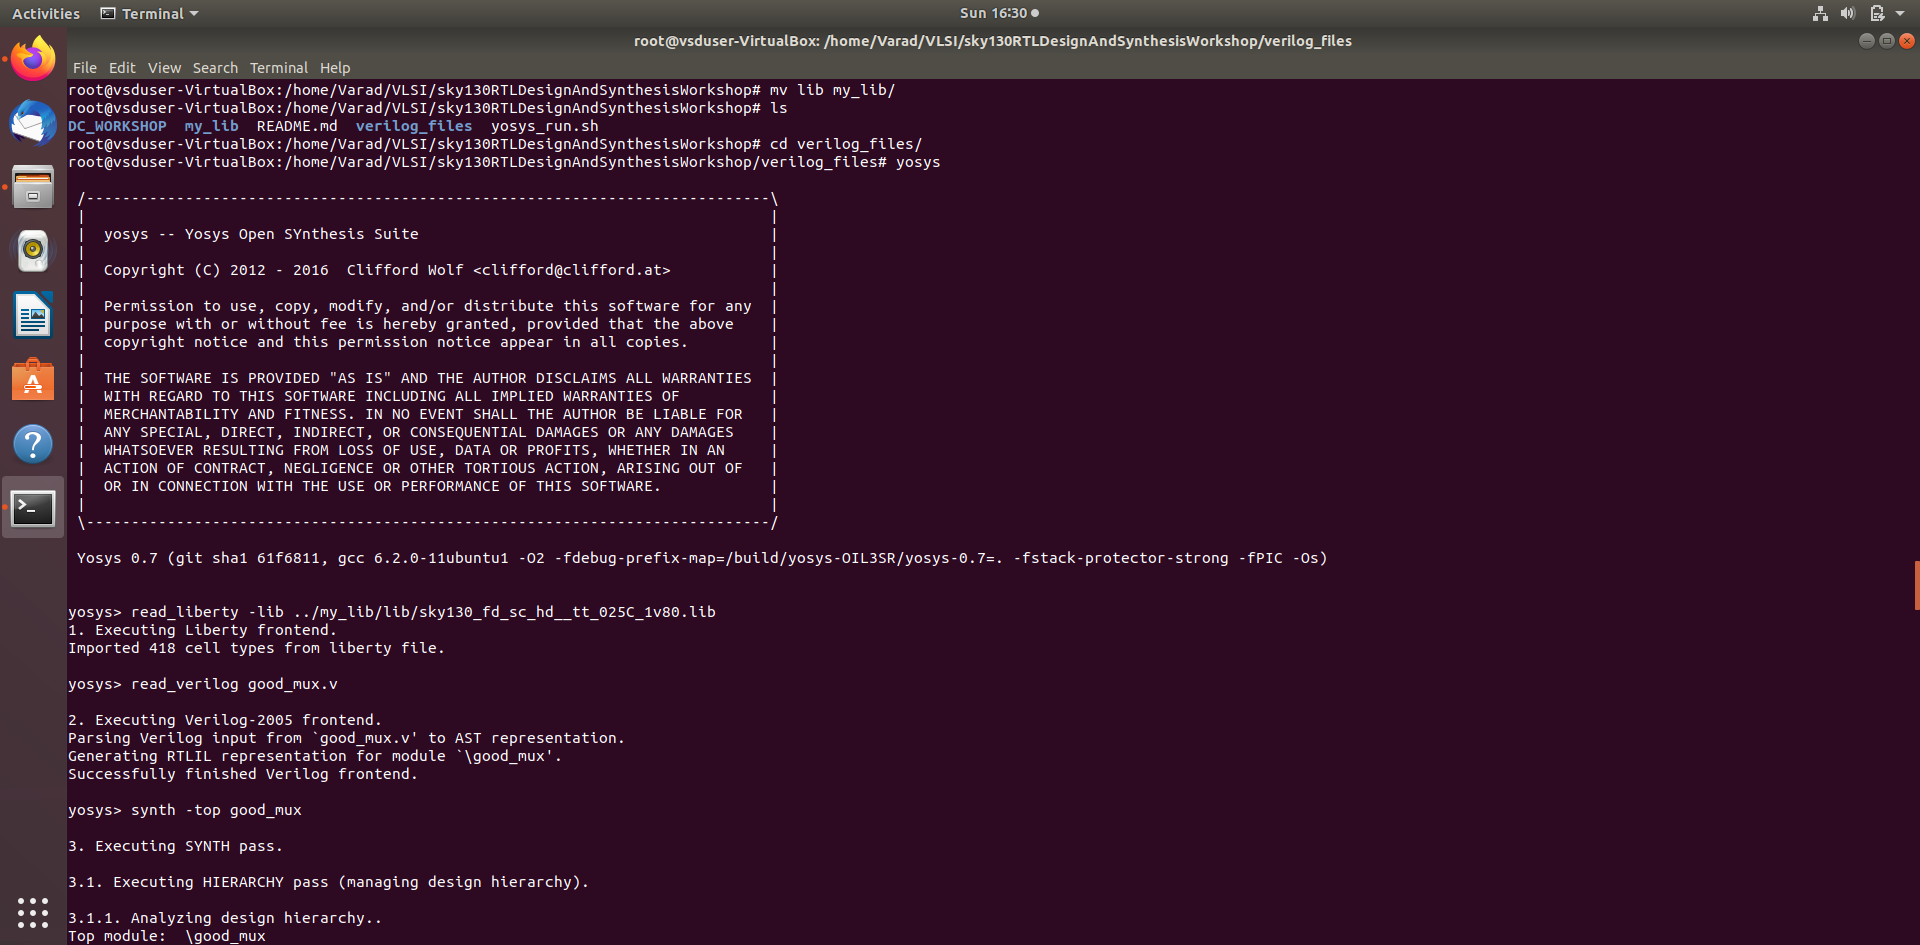 Activities Terminal Sun 16:30
root@vsduser-VirtualBox: /home/Varad/VLSI/sky130RTLDesignAndSynthesisWorkshop/verilog_files
File Edit View Search Terminal Help
root@vsduser-VirtualBox:/home/Varad/VLSI/sky130RTLDesignAndSynthesisWorkshop# mv lib my_lib/
root@vsduser-VirtualBox:/home/Varad/VLSI/sky130RTLDesignAndSynthesisWorkshop# ls
DC_WORKSHOP  my_lib  README.md  verilog_files  yosys_run.sh
root@vsduser-VirtualBox:/home/Varad/VLSI/sky130RTLDesignAndSynthesisWorkshop# cd verilog_files/
root@vsduser-VirtualBox:/home/Varad/VLSI/sky130RTLDesignAndSynthesisWorkshop/verilog_files# yosys
/----------------------------------------------------------------------------\
|                                                                            |
|  yosys -- Yosys Open SYnthesis Suite                                       |
|                                                                            |
|  Copyright (C) 2012 - 2016  Clifford Wolf <clifford@clifford.at>           |
|                                                                            |
|  Permission to use, copy, modify, and/or distribute this software for any  |
|  purpose with or without fee is hereby granted, provided that the above    |
|  copyright notice and this permission notice appear in all copies.         |
|                                                                            |
|  THE SOFTWARE IS PROVIDED "AS IS" AND THE AUTHOR DISCLAIMS ALL WARRANTIES  |
|  WITH REGARD TO THIS SOFTWARE INCLUDING ALL IMPLIED WARRANTIES OF          |
|  MERCHANTABILITY AND FITNESS. IN NO EVENT SHALL THE AUTHOR BE LIABLE FOR   |
|  ANY SPECIAL, DIRECT, INDIRECT, OR CONSEQUENTIAL DAMAGES OR ANY DAMAGES    |
|  WHATSOEVER RESULTING FROM LOSS OF USE, DATA OR PROFITS, WHETHER IN AN     |
|  ACTION OF CONTRACT, NEGLIGENCE OR OTHER TORTIOUS ACTION, ARISING OUT OF   |
|  OR IN CONNECTION WITH THE USE OR PERFORMANCE OF THIS SOFTWARE.            |
|                                                                            |
\----------------------------------------------------------------------------/
Yosys 0.7 (git sha1 61f6811, gcc 6.2.0-11ubuntu1 -O2 -fdebug-prefix-map=/build/yosys-OIL3SR/yosys-0.7=. -fstack-protector-strong -fPIC -Os)
yosys> read_liberty -lib ../my_lib/lib/sky130_fd_sc_hd__tt_025C_1v80.lib
1. Executing Liberty frontend.
Imported 418 cell types from liberty file.
yosys> read_verilog good_mux.v
2. Executing Verilog-2005 frontend.
Parsing Verilog input from `good_mux.v' to AST representation.
Generating RTLIL representation for module `\good_mux'.
Successfully finished Verilog frontend.
yosys> synth -top good_mux
3. Executing SYNTH pass.
3.1. Executing HIERARCHY pass (managing design hierarchy).
3.1.1. Analyzing design hierarchy..
Top module:  \good_mux